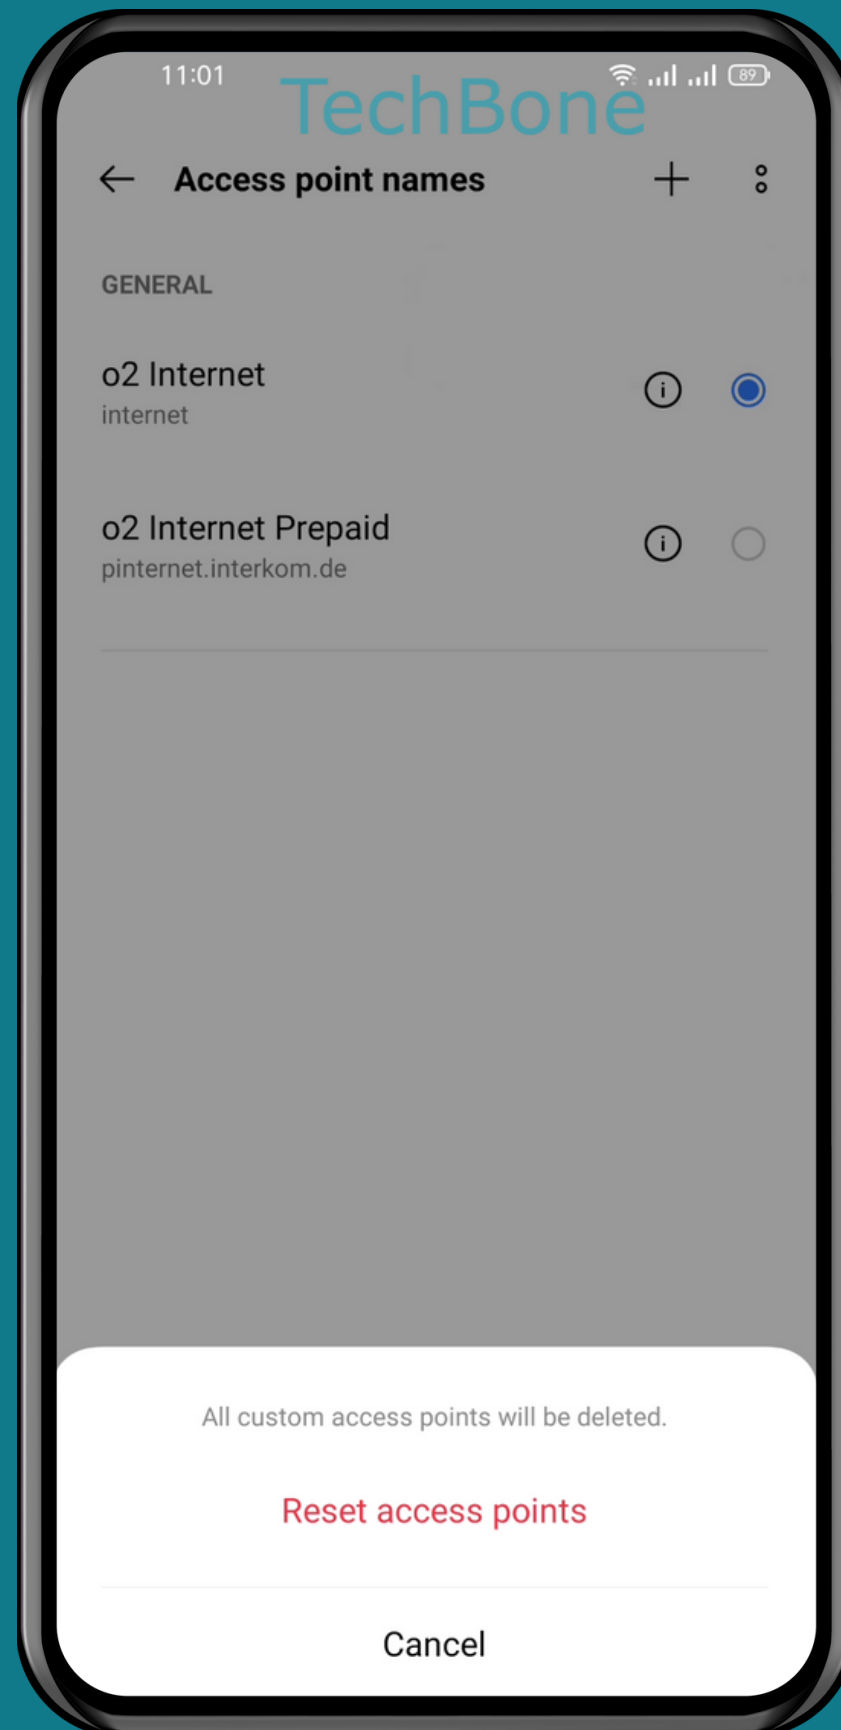 11:01
TechBone
89
Access point names
GENERAL
o2 Internet
internet
o2 Internet Prepaid
pinternet.interkom.de
All custom access points will be deleted.
Reset access points
Cancel